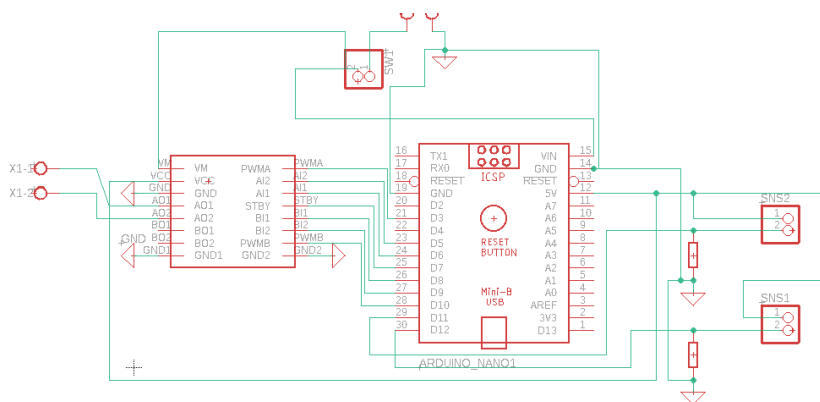 SW1
2 1
X1-1
X1-2
VM
VCC
GND
AO1
AO2
BO1
BO2
GND1
GND
VM PWMA
VCC AI2
GND AI1
AO1 STBY
AO2 BI1
BO1 BI2
BO2 PWMB
GND1 GND2
PWMA
AI2
AI1
STBY
BI1
BI2
PWMB
GND2
16 TX1 VIN 15
17 RX0 GND 14
18 RESET RESET 13
19 GND 5V 12
20 D2 A7 11
21 D3 A6 10
22 D4 A5 9
23 D5 A4 8
24 D6 A3 7
25 D7 A2 6
26 D8 A1 5
27 D9 A0 4
28 D10 AREF 3
29 D11 3V3 2
30 D12 D13 1
ICSP
RESET
BUTTON
Mini-B
USB
ARDUINO_NANO1
SNS2
1
2
SNS1
1
2